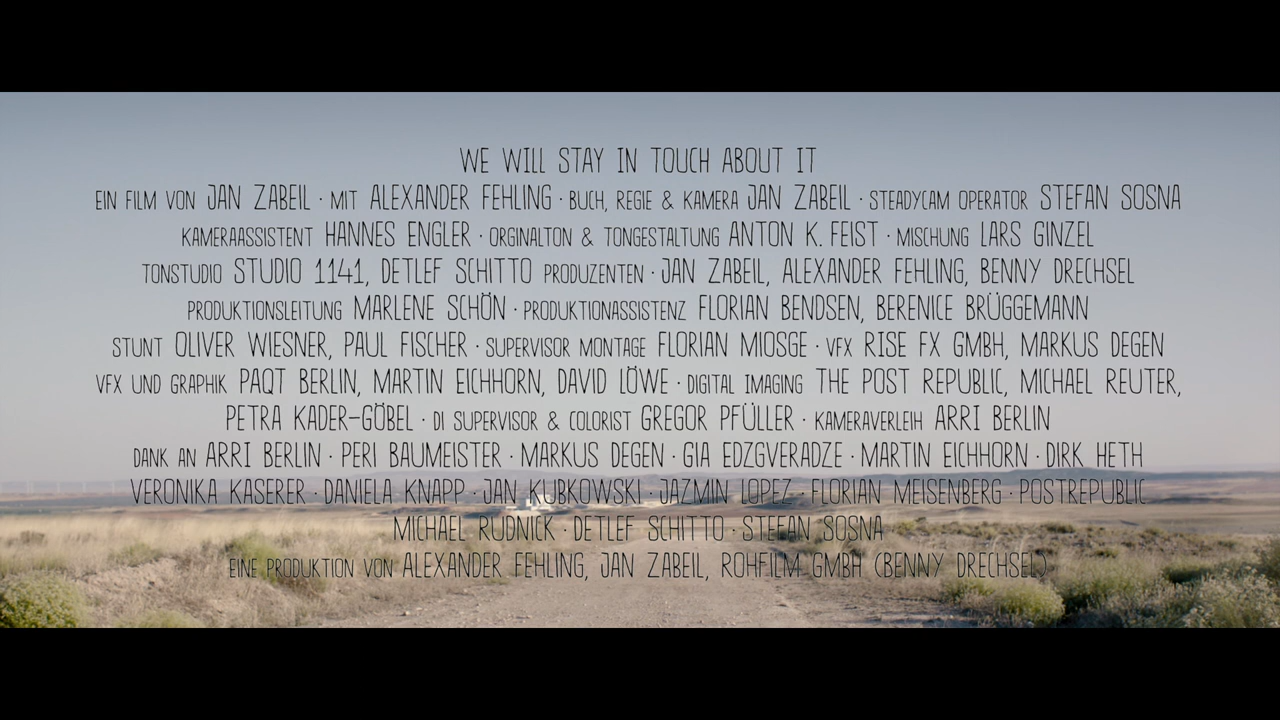 WE WILL STAY IN TOUCH ABOUT IT
EIN FILM VON JAN ZABEIL · MIT ALEXANDER FEHLING · BUCH, REGIE & KAMERA JAN ZABEIL · STEADYCAM OPERATOR STEFAN SOSNA
KAMERAASSISTENT HANNES ENGLER · ORGINALTON & TONGESTALTUNG ANTON K. FEIST · MISCHUNG LARS GINZEL
TONSTUDIO STUDIO 1141, DETLEF SCHITTO PRODUZENTEN · JAN ZABEIL, ALEXANDER FEHLING, BENNY DRECHSEL
PRODUKTIONSLEITUNG MARLENE SCHÖN · PRODUKTIONASSISTENZ FLORIAN BENDSEN, BERENICE BRÜGGEMANN
STUNT OLIVER WIESNER, PAUL FISCHER · SUPERVISOR MONTAGE FLORIAN MIOSGE · VFX RISE FX GMBH, MARKUS DEGEN
VFX UND GRAPHIK PAQT BERLIN, MARTIN EICHHORN, DAVID LÖWE · DIGITAL IMAGING THE POST REPUBLIC, MICHAEL REUTER,
PETRA KADER-GÖBEL · DI SUPERVISOR & COLORIST GREGOR PFÜLLER · KAMERAVERLEIH ARRI BERLIN
DANK AN ARRI BERLIN · PERI BAUMEISTER · MARKUS DEGEN · GIA EDZGVERADZE · MARTIN EICHHORN · DIRK HETH
VERONIKA KASERER · DANIELA KNAPP · JAN KUBKOWSKI · JAZMIN LOPEZ · FLORIAN MEISENBERG · POSTREPUBLIC
MICHAEL RUDNICK · DETLEF SCHITTO · STEFAN SOSNA
EINE PRODUKTION VON ALEXANDER FEHLING, JAN ZABEIL, ROHFILM GMBH (BENNY DRECHSEL)